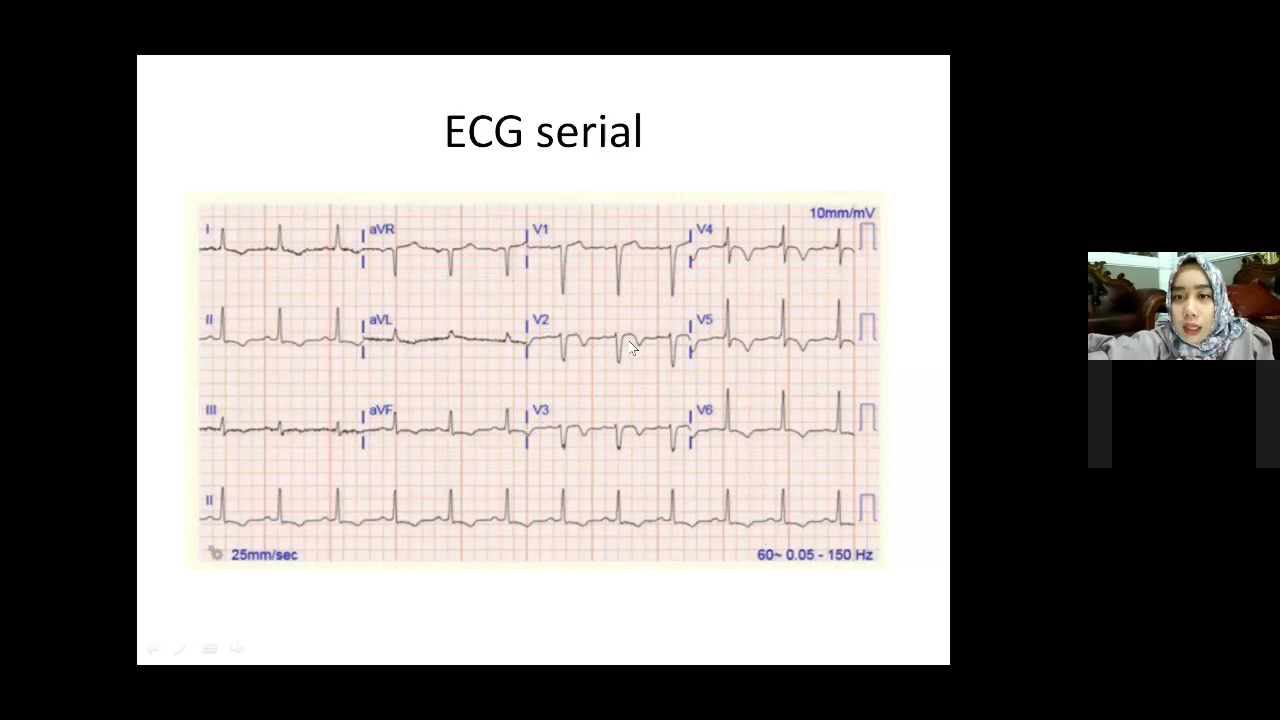 ECG serial
10mm/mV
I aVR V1 V4
II aVL V2 V5
III aVF V3 V6
II
25mm/sec 60~ 0.05 - 150 Hz